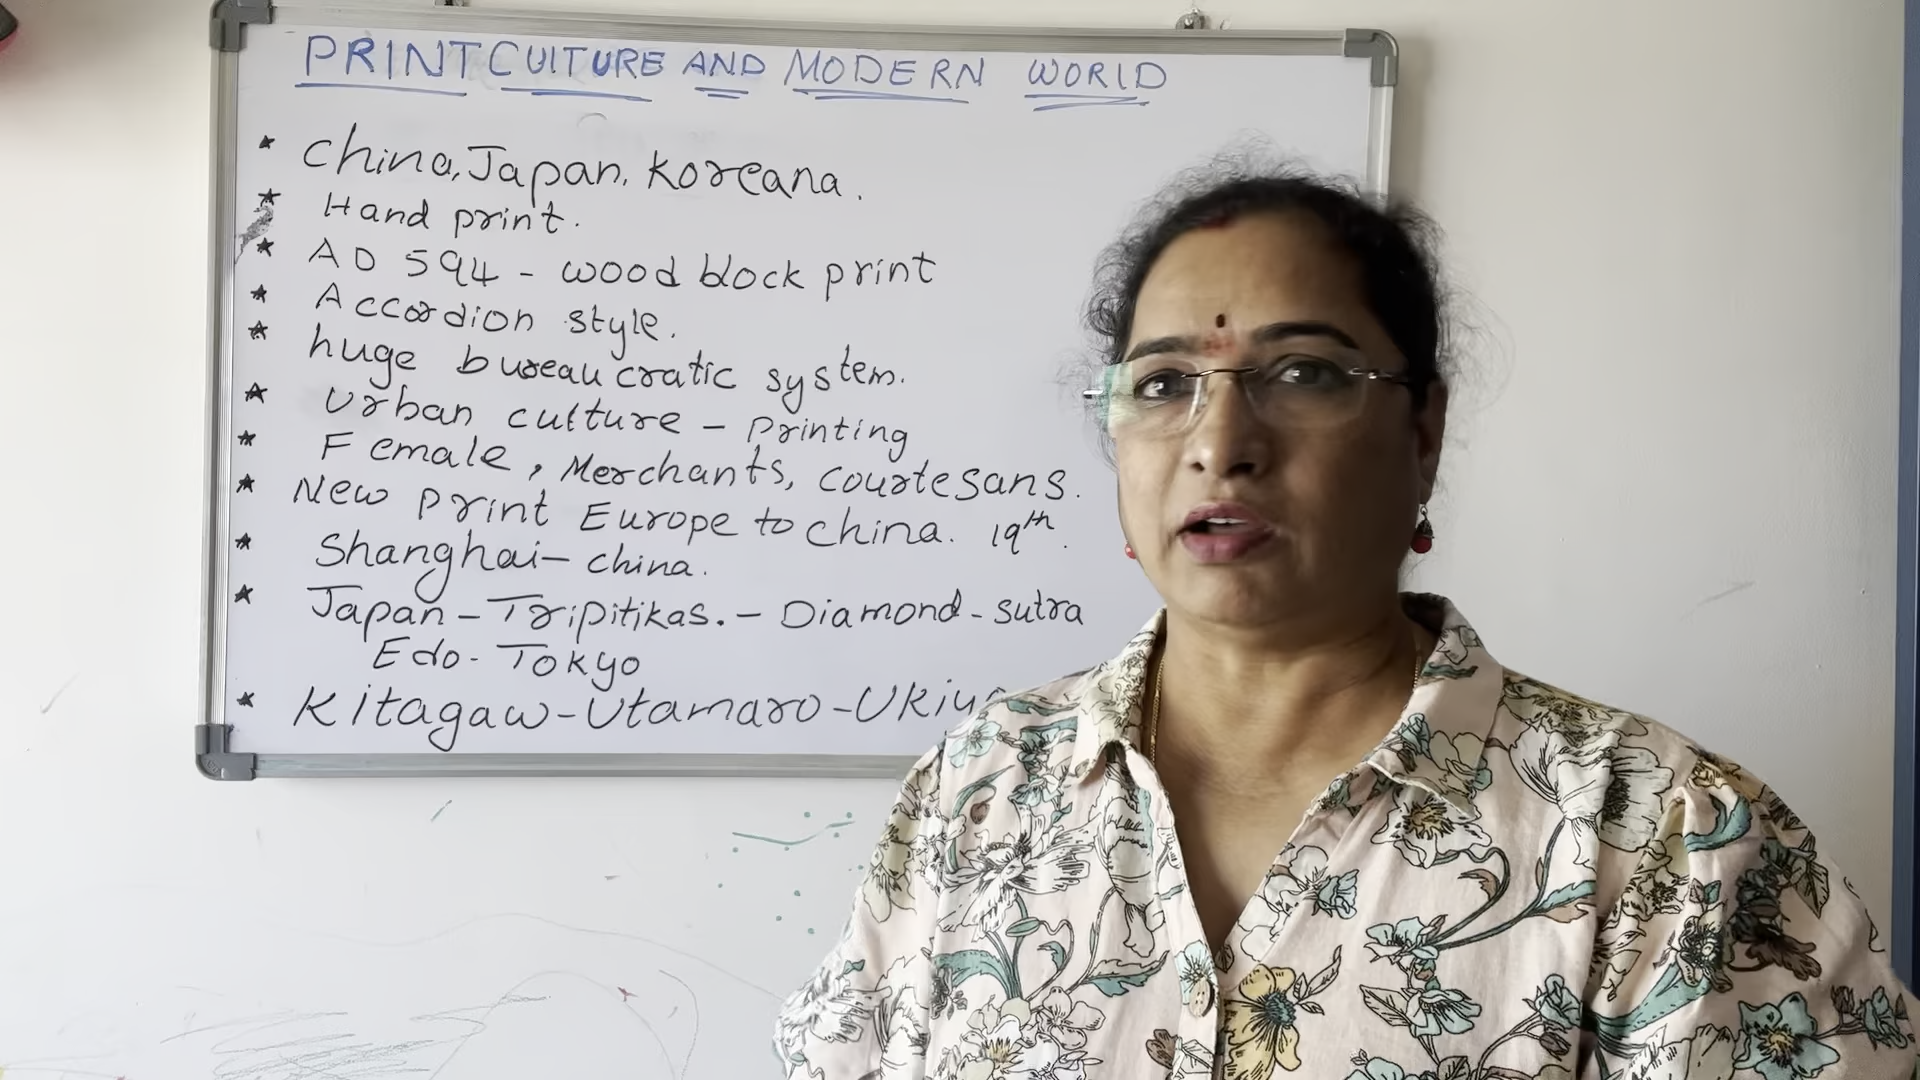 PRINT CULTURE AND MODERN WORLD
* China, Japan, Koreana.
* Hand print.
* AD 594 - wood block print
* Accordion style.
* huge bureaucratic system.
* Urban culture - Printing
* Female, Merchants, courtesans.
* New print Europe to china. 19th.
* Shanghai - china.
* Japan - Tripitikas. - Diamond - sutra
Edo - Tokyo
* Kitagaw - Utamaro - Ukiyo